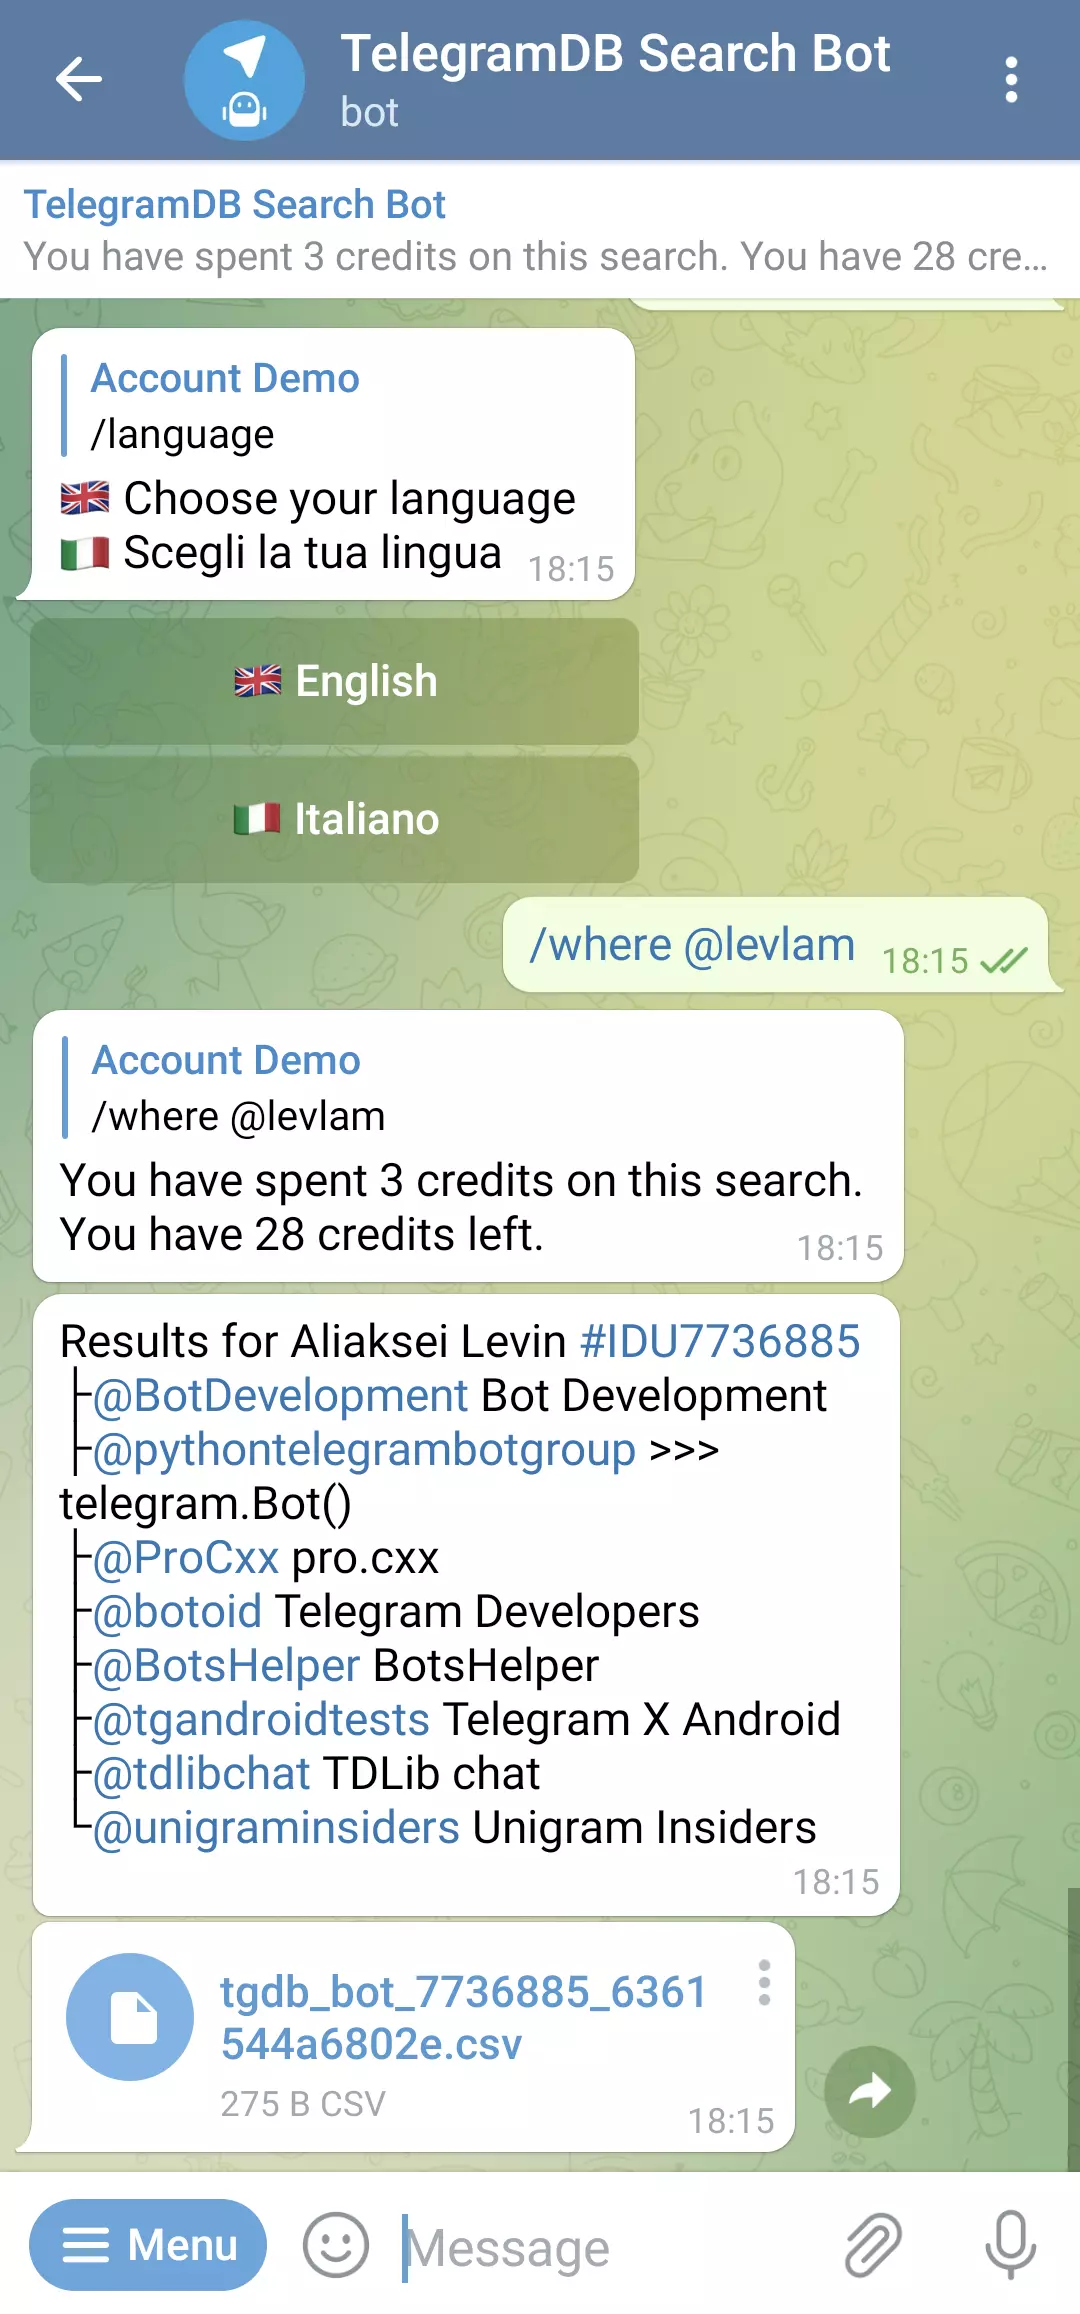 TelegramDB Search Bot
bot
TelegramDB Search Bot
You have spent 3 credits on this search. You have 28 cre...
Account Demo
/language
🇬🇧 Choose your language
🇮🇹 Scegli la tua lingua 18:15
🇬🇧 English
🇮🇹 Italiano
/where @levlam 18:15
Account Demo
/where @levlam
You have spent 3 credits on this search.
You have 28 credits left. 18:15
Results for Aliaksei Levin #IDU7736885
├@BotDevelopment Bot Development
├@pythontelegrambotgroup >>>
telegram.Bot()
├@ProCxx pro.cxx
├@botoid Telegram Developers
├@BotsHelper BotsHelper
├@tgandroidtests Telegram X Android
├@tdlibchat TDLib chat
└@unigraminsiders Unigram Insiders
18:15
tgdb_bot_7736885_6361
544a6802e.csv
275 B CSV
18:15
Menu Message